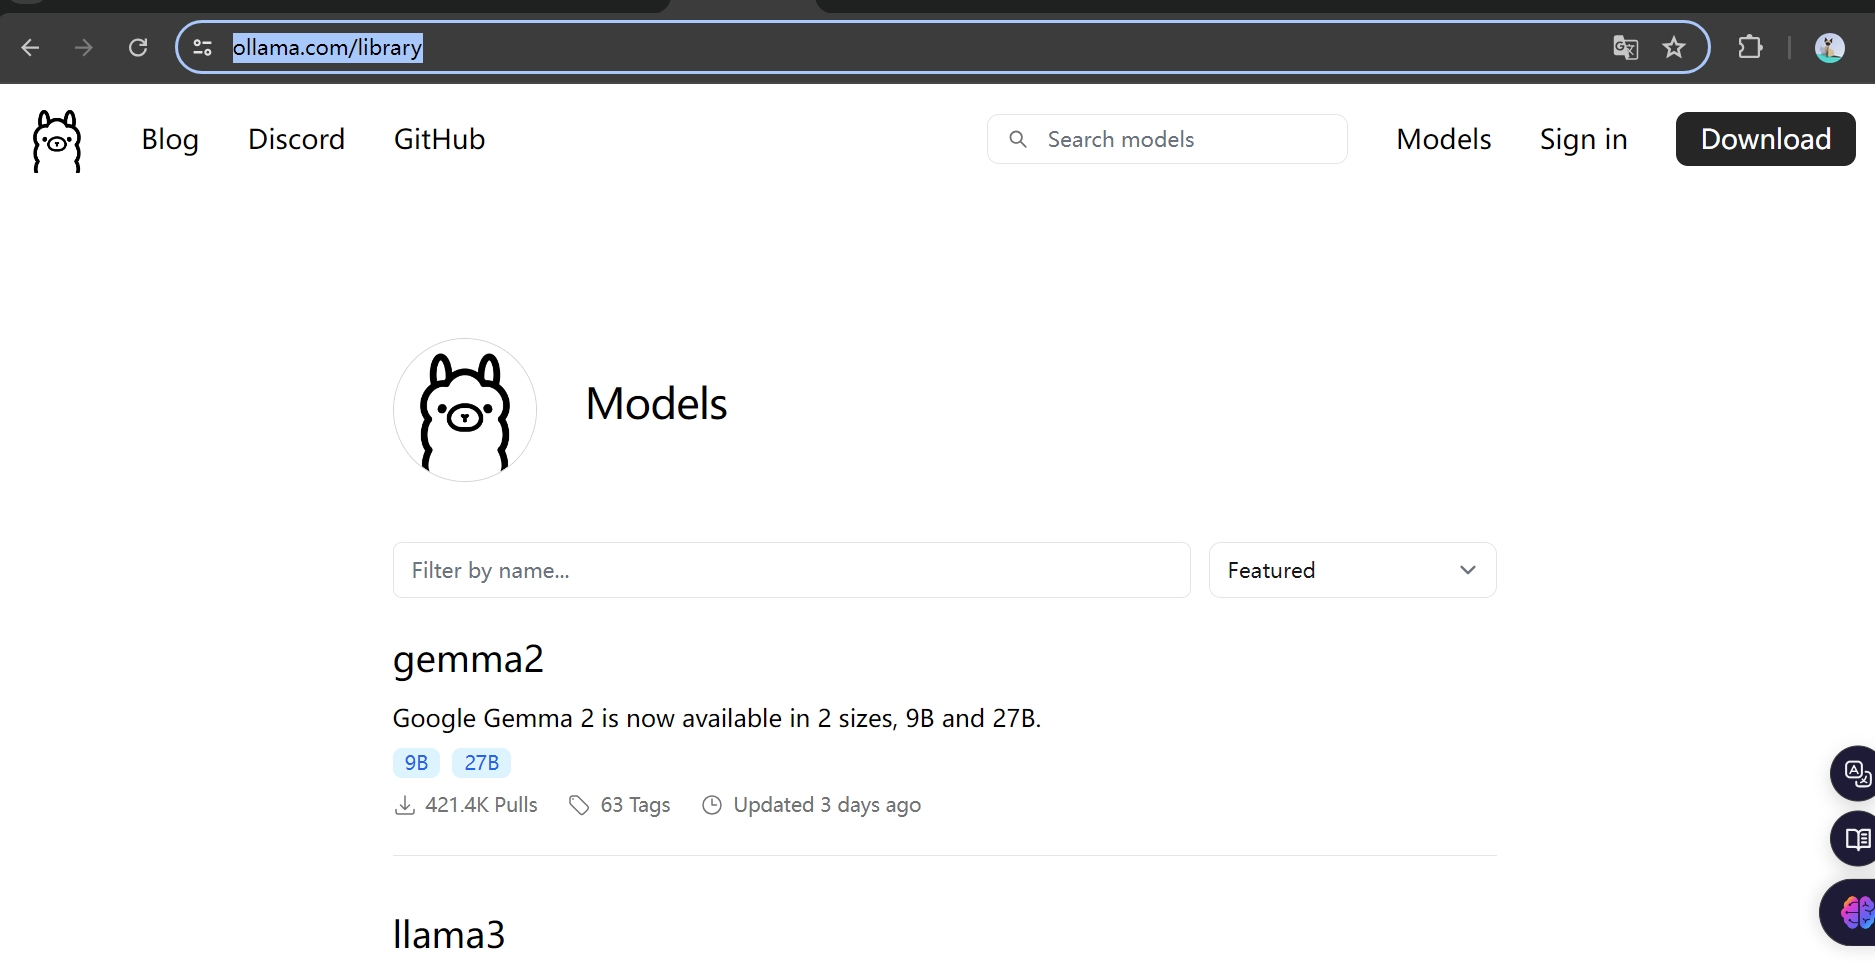 ollama.com/library
Blog Discord GitHub Search models Models Sign in Download
Models
Filter by name... Featured
gemma2
Google Gemma 2 is now available in 2 sizes, 9B and 27B.
9B 27B
421.4K Pulls 63 Tags Updated 3 days ago
llama3